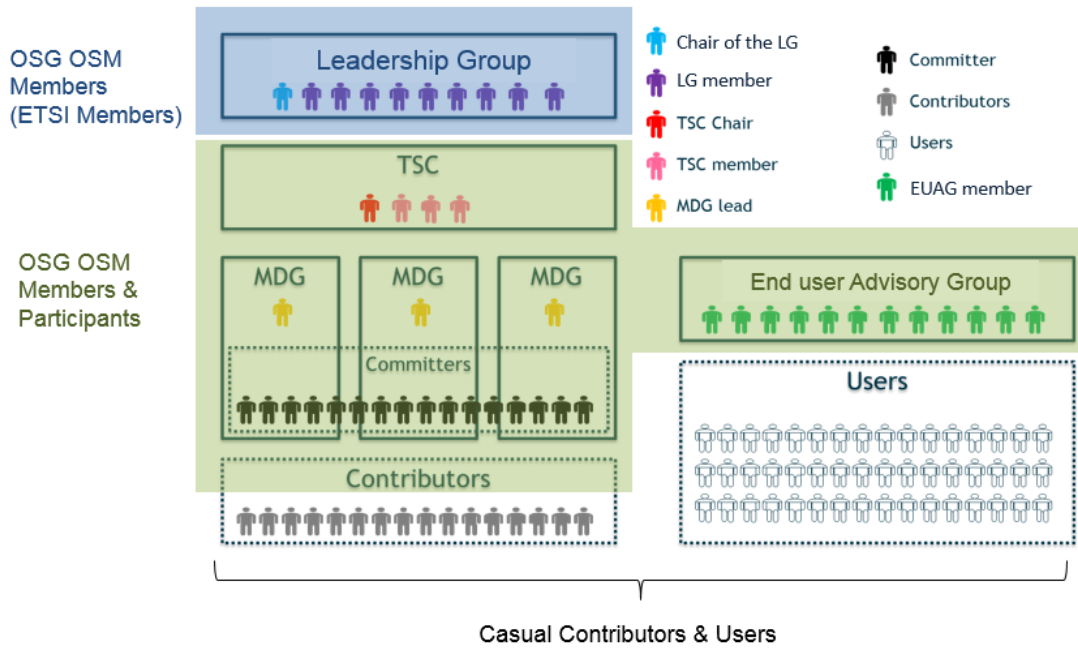 OSG OSM
Members
(ETSI Members)
Leadership Group
Chair of the LG
LG member
TSC Chair
TSC member
MDG lead
Committer
Contributors
Users
EUAG member
TSC
OSG OSM
Members &
Participants
MDG
MDG
MDG
Committers
End user Advisory Group
Users
Contributors
Casual Contributors & Users